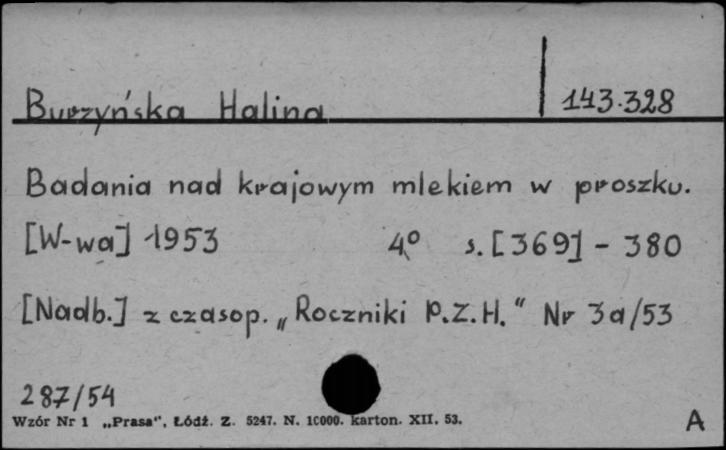 Burzyńska Halina 143.328
Badania nad krajowym mlekiem w proszku.
[W-wa] 1953 4° s. [369] - 380
[Nadb.] z czasop. „Roczniki P.Z.H." Nr 3a/53
287/54
Wzór Nr 1 „Prasa", Łódź. Z. 5247. N. 10000. karton. XII. 53.
A